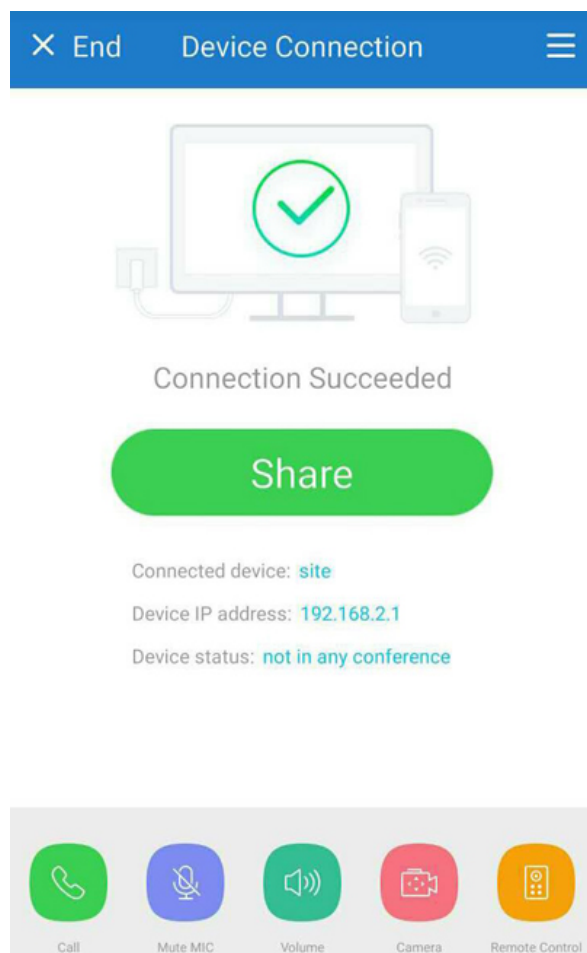 End Device Connection
Connection Succeeded
Share
Connected device: site
Device IP address: 192.168.2.1
Device status: not in any conference
Call Mute MIC Volume Camera Remote Control